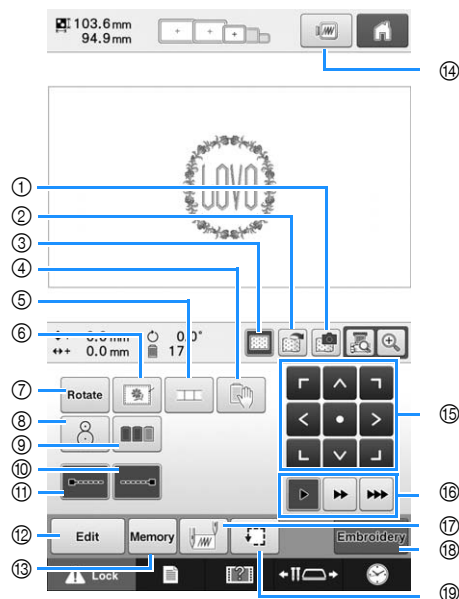 103.6mm
94.9mm
⑭
LOVO
①
②
③
④
⑤
⑥
0.0mm 0.0°
↔+ 0.0mm 17
⑦ Rotate
⑧
⑨
⑩
⑪
⑮
⑯
⑫ Edit Memory Embroidery
⑰
⑱
⑬
Lock ?
⑲